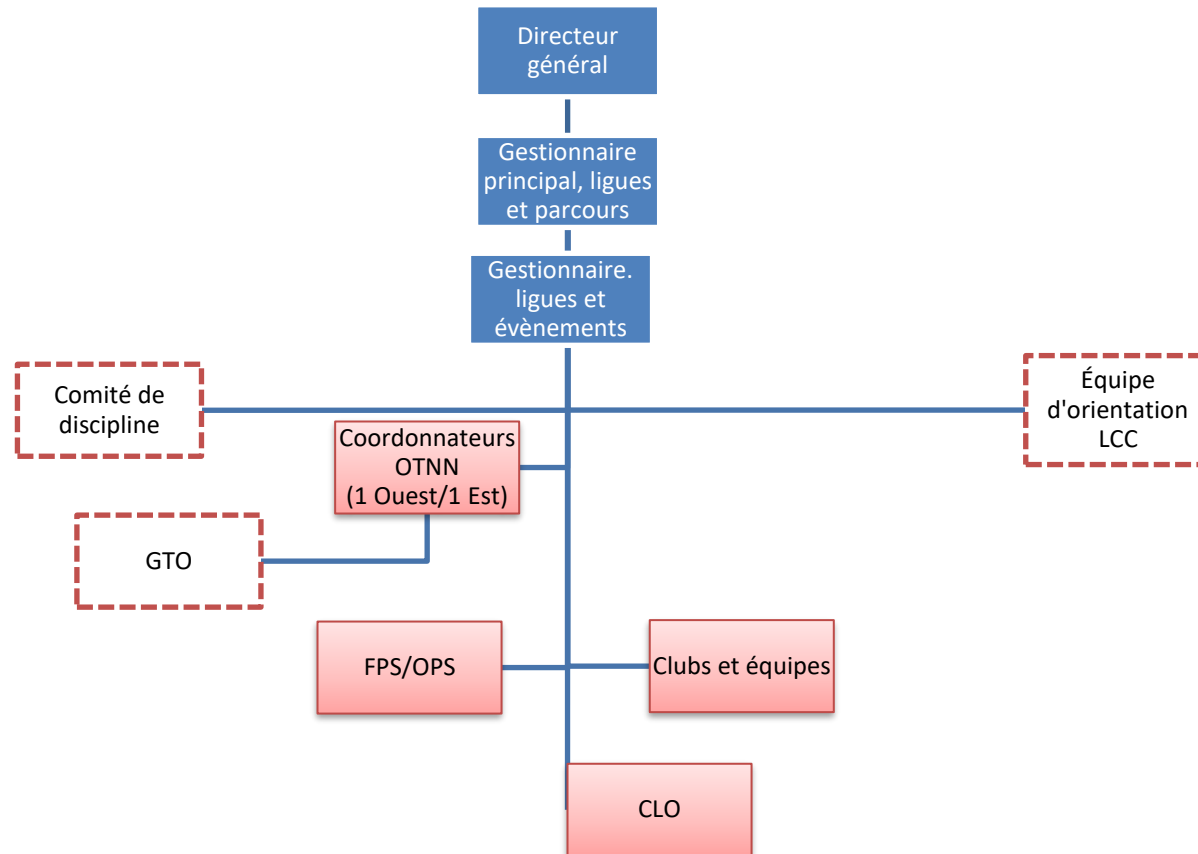 Directeur
général
Gestionnaire
principal, ligues
et parcours
Gestionnaire.
ligues et
évènements
Comité de
discipline
Équipe
d'orientation
LCC
Coordonnateurs
OTNN
(1 Ouest/1 Est)
GTO
FPS/OPS
Clubs et équipes
CLO